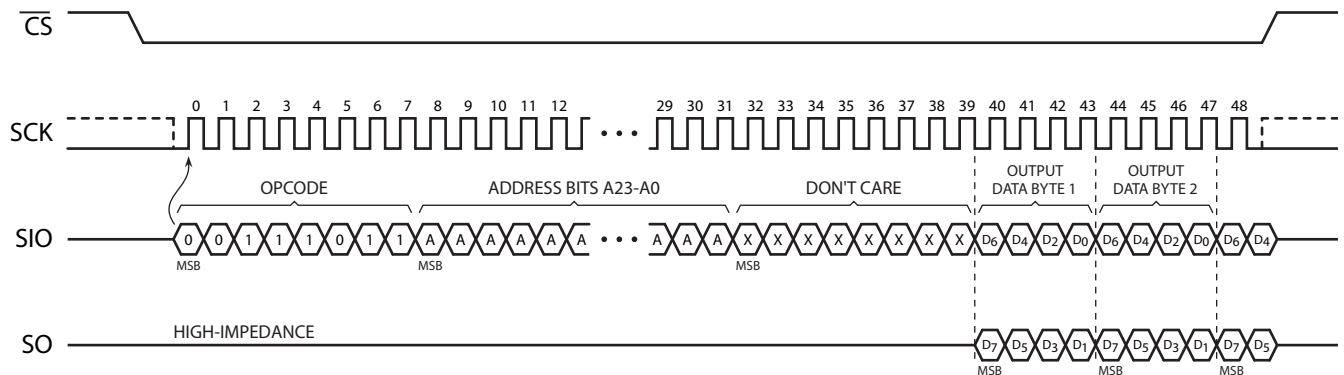 CS
0 1 2 3 4 5 6 7 8 9 10 11 12 29 30 31 32 33 34 35 36 37 38 39 40 41 42 43 44 45 46 47 48
SCK
OPCODE ADDRESS BITS A23-A0 DON'T CARE
OUTPUT
DATA BYTE 1
OUTPUT
DATA BYTE 2
SIO 0 0 1 1 1 0 1 1 A A A A A A A A A X X X X X X X X D6 D4 D2 D0 D6 D4 D2 D0 D6 D4
MSB MSB MSB
HIGH-IMPEDANCE
SO D7 D5 D3 D1 D7 D5 D3 D1 D7 D5
MSB MSB MSB